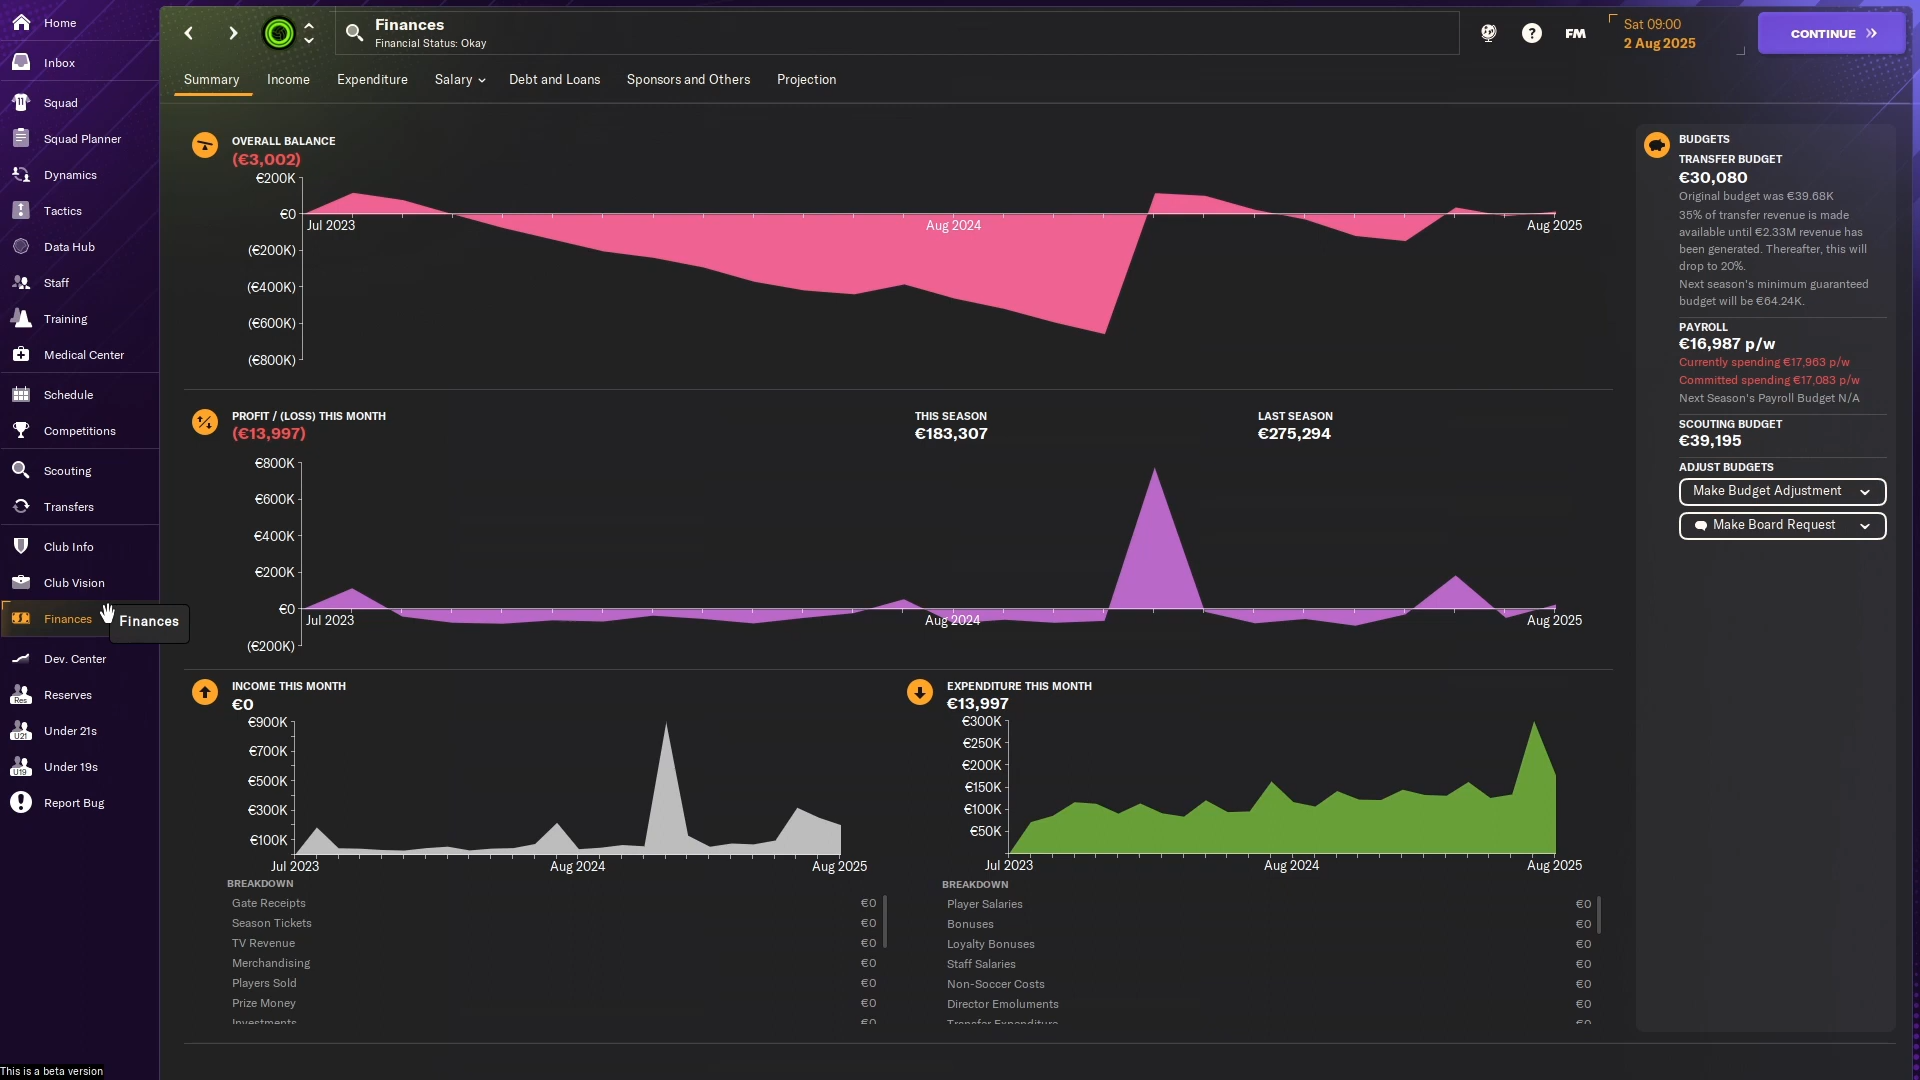 Home
Inbox
Squad
Squad Planner
Dynamics
Tactics
Data Hub
Staff
Training
Medical Center
Schedule
Competitions
Scouting
Transfers
Club Info
Club Vision
Finances
Finances
Dev. Center
Res
Reserves
U21
Under 21s
U19
Under 19s
Report Bug
This is a beta version
Finances
Financial Status: Okay
FM
Sat 09:00
2 Aug 2025
CONTINUE
Summary
Income
Expenditure
Salary
Debt and Loans
Sponsors and Others
Projection
OVERALL BALANCE
(€3,002)
€200K
€0
(€200K)
(€400K)
(€600K)
(€800K)
Jul 2023
Aug 2024
Aug 2025
PROFIT / (LOSS) THIS MONTH
(€13,997)
THIS SEASON
€183,307
LAST SEASON
€275,294
€800K
€600K
€400K
€200K
€0
(€200K)
Jul 2023
Aug 2024
Aug 2025
INCOME THIS MONTH
€0
€900K
€700K
€500K
€300K
€100K
Jul 2023
Aug 2024
Aug 2025
BREAKDOWN
Gate Receipts €0
Season Tickets €0
TV Revenue €0
Merchandising €0
Players Sold €0
Prize Money €0
Investments €0
EXPENDITURE THIS MONTH
€13,997
€300K
€250K
€200K
€150K
€100K
€50K
Jul 2023
Aug 2024
Aug 2025
BREAKDOWN
Player Salaries €0
Bonuses €0
Loyalty Bonuses €0
Staff Salaries €0
Non-Soccer Costs €0
Director Emoluments €0
Transfer Expenditure €0
BUDGETS
TRANSFER BUDGET
€30,080
Original budget was €39.68K
35% of transfer revenue is made
available until €2.33M revenue has
been generated. Thereafter, this will
drop to 20%.
Next season's minimum guaranteed
budget will be €64.24K.
PAYROLL
€16,987 p/w
Currently spending €17,963 p/w
Committed spending €17,083 p/w
Next Season's Payroll Budget N/A
SCOUTING BUDGET
€39,195
ADJUST BUDGETS
Make Budget Adjustment
Make Board Request